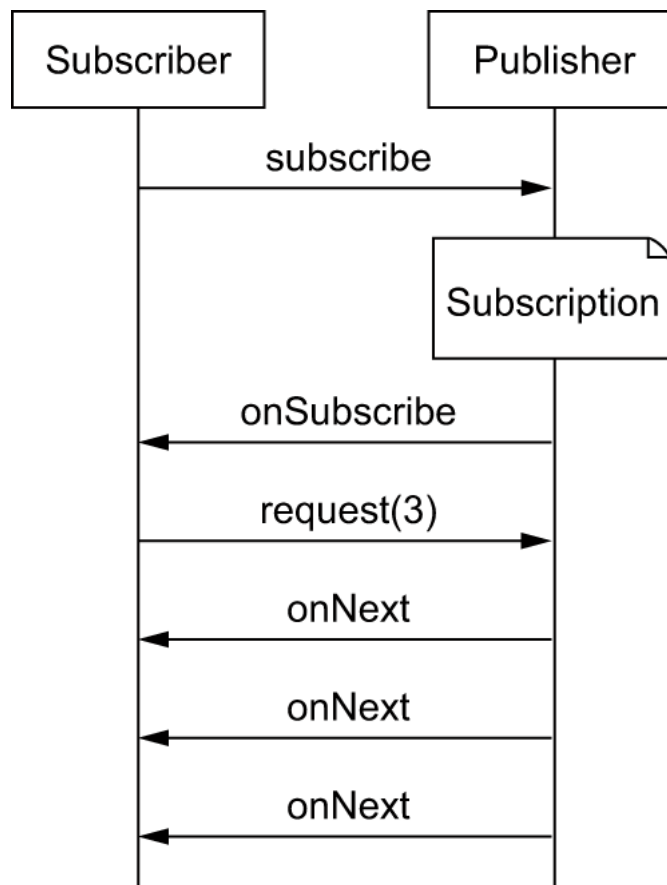 Subscriber
Publisher
subscribe
Subscription
onSubscribe
request(3)
onNext
onNext
onNext